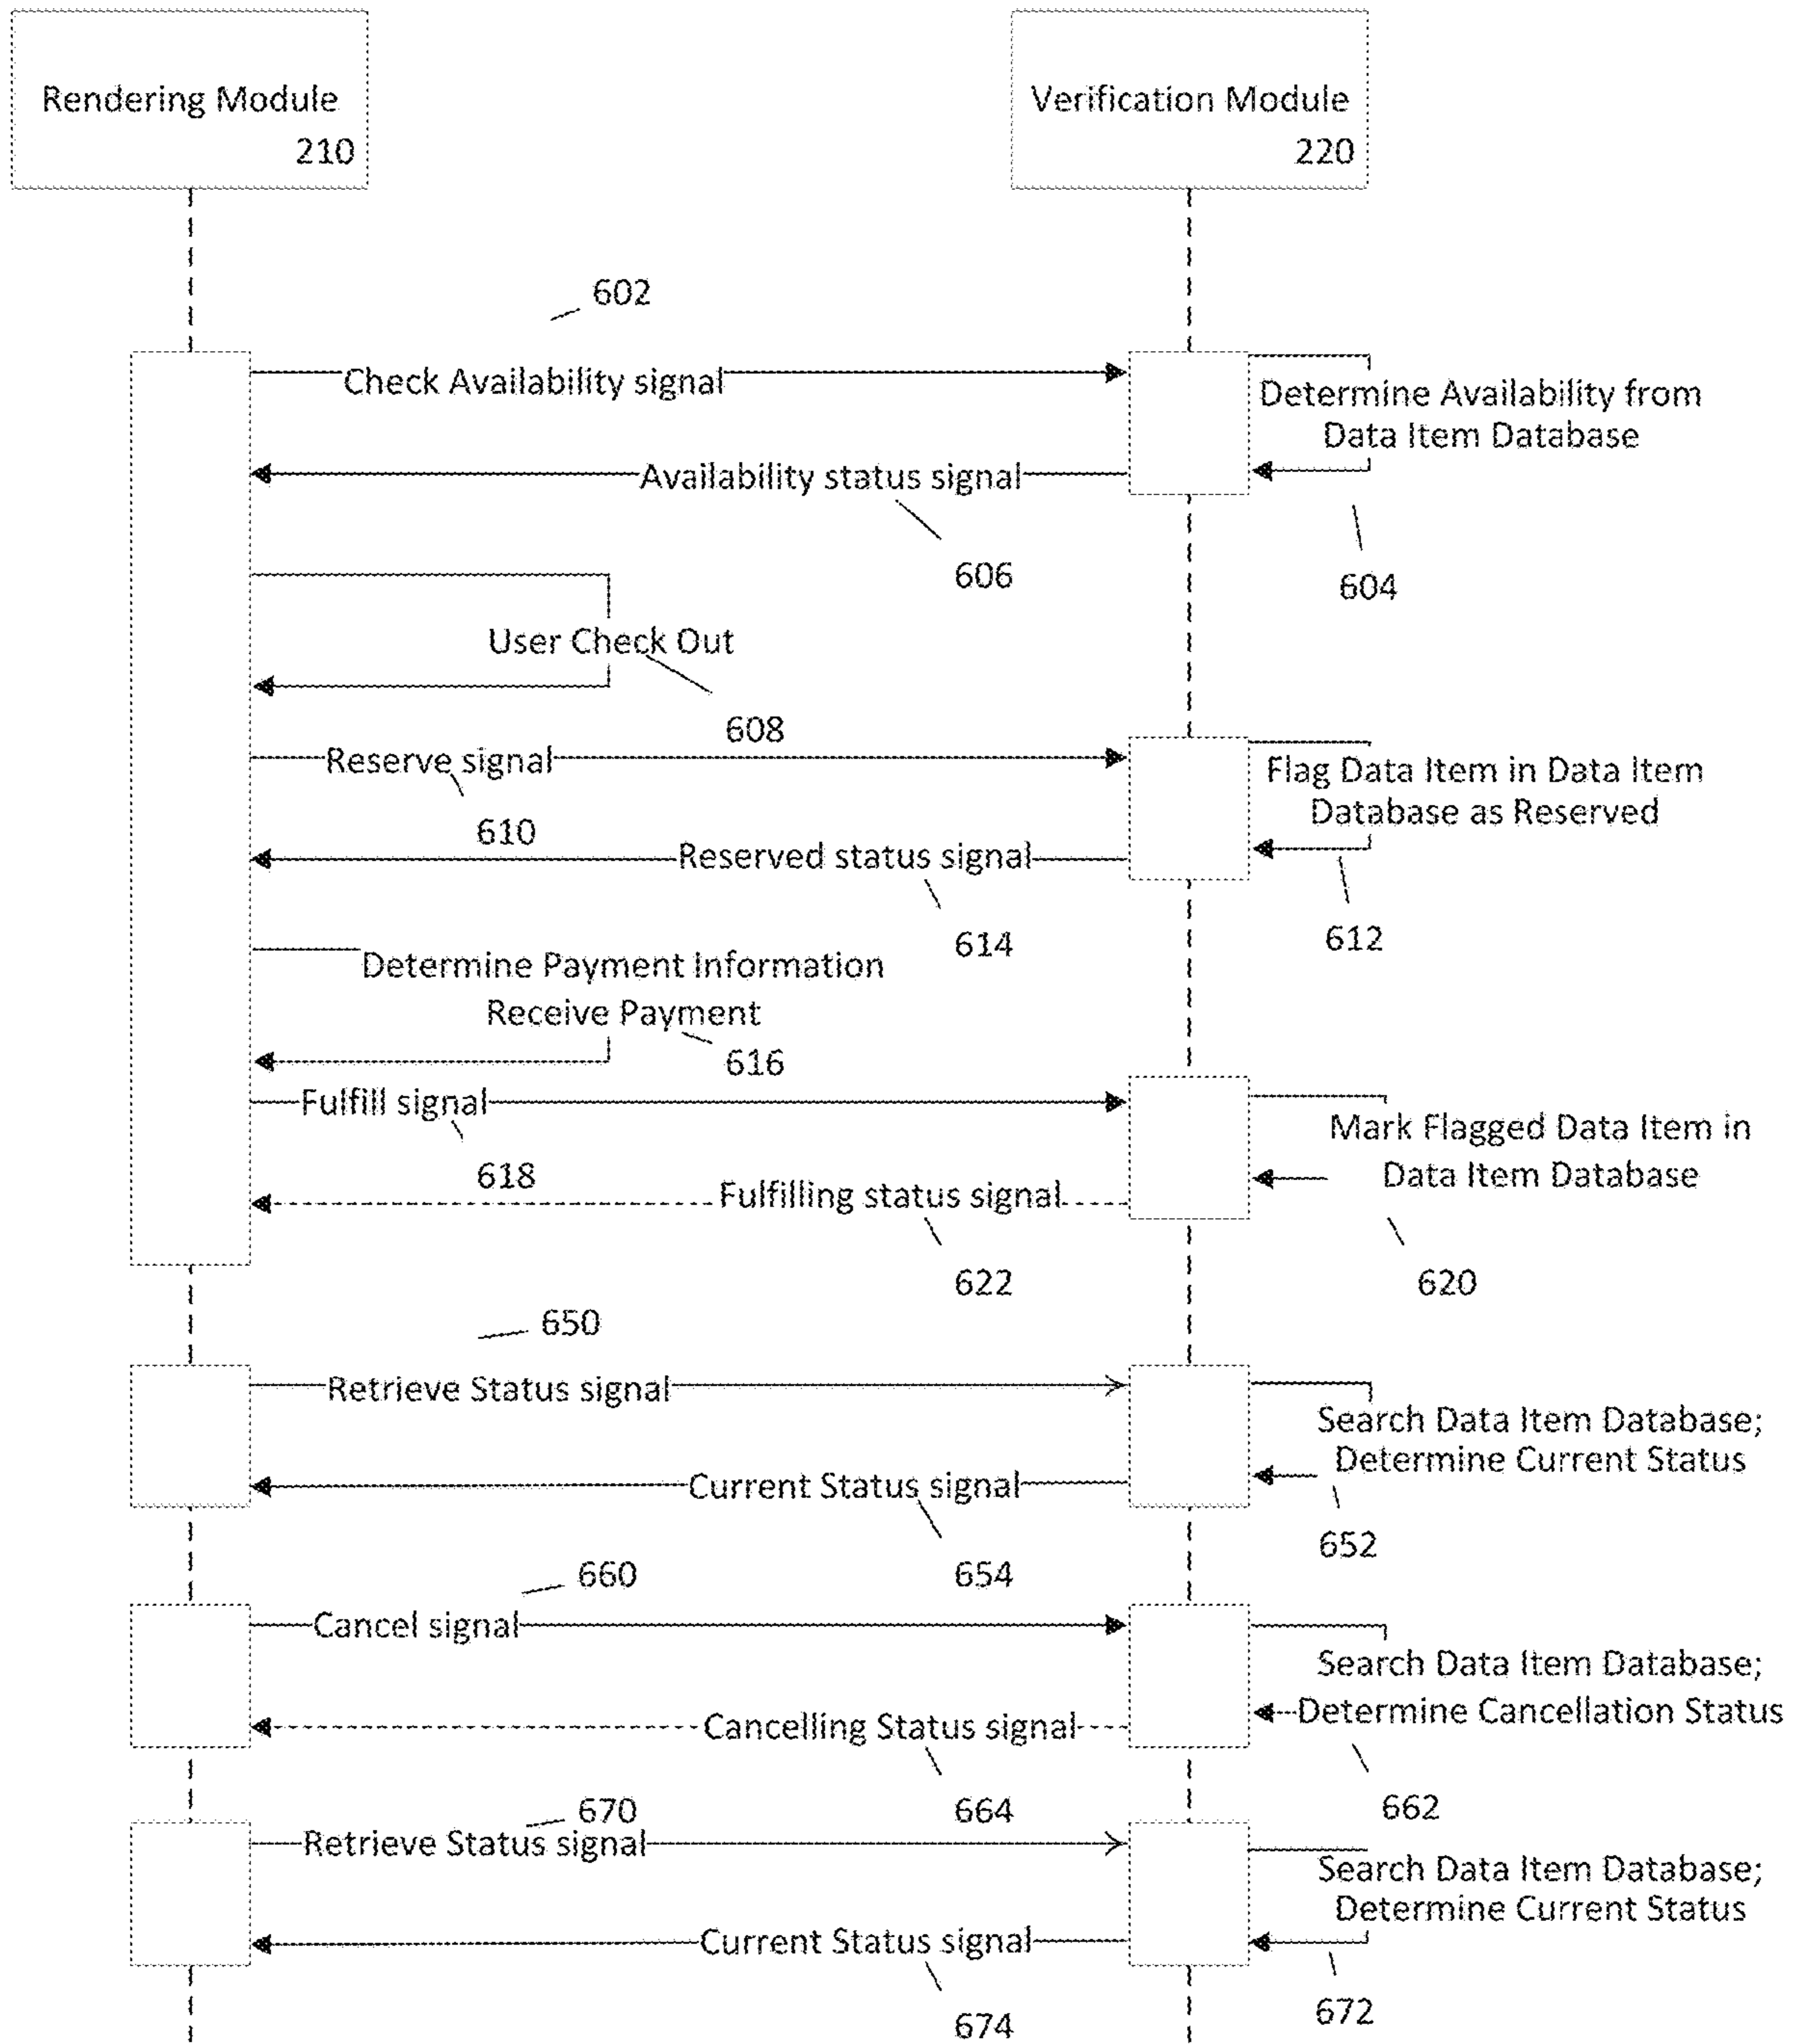 Rendering Module
210
Verification Module
220
602
Check Availability signal
Determine Availability from
Data Item Database
Availability status signal
606
604
User Check Out
608
Reserve signal
Flag Data Item in Data Item
Database as Reserved
610
Reserved status signal
614
612
Determine Payment Information
Receive Payment
616
Fulfill signal
Mark Flagged Data Item in
Data Item Database
618
Fulfilling status signal
622
620
650
Retrieve Status signal
Search Data Item Database;
Determine Current Status
Current Status signal
652
660
654
Cancel signal
Search Data Item Database;
Determine Cancellation Status
Cancelling Status signal
670
664
662
Retrieve Status signal
Search Data Item Database;
Determine Current Status
Current Status signal
672
674